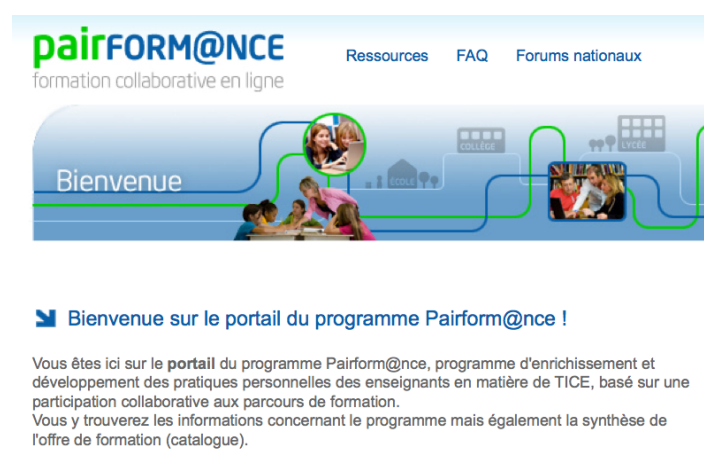 pairFORM@NCE
formation collaborative en ligne
Ressources FAQ Forums nationaux
Bienvenue
COLLÈGE
LYCÉE
ÉCOLE
Bienvenue sur le portail du programme Pairform@nce !
Vous êtes ici sur le portail du programme Pairform@nce, programme d'enrichissement et
développement des pratiques personnelles des enseignants en matière de TICE, basé sur une
participation collaborative aux parcours de formation.
Vous y trouverez les informations concernant le programme mais également la synthèse de
l'offre de formation (catalogue).